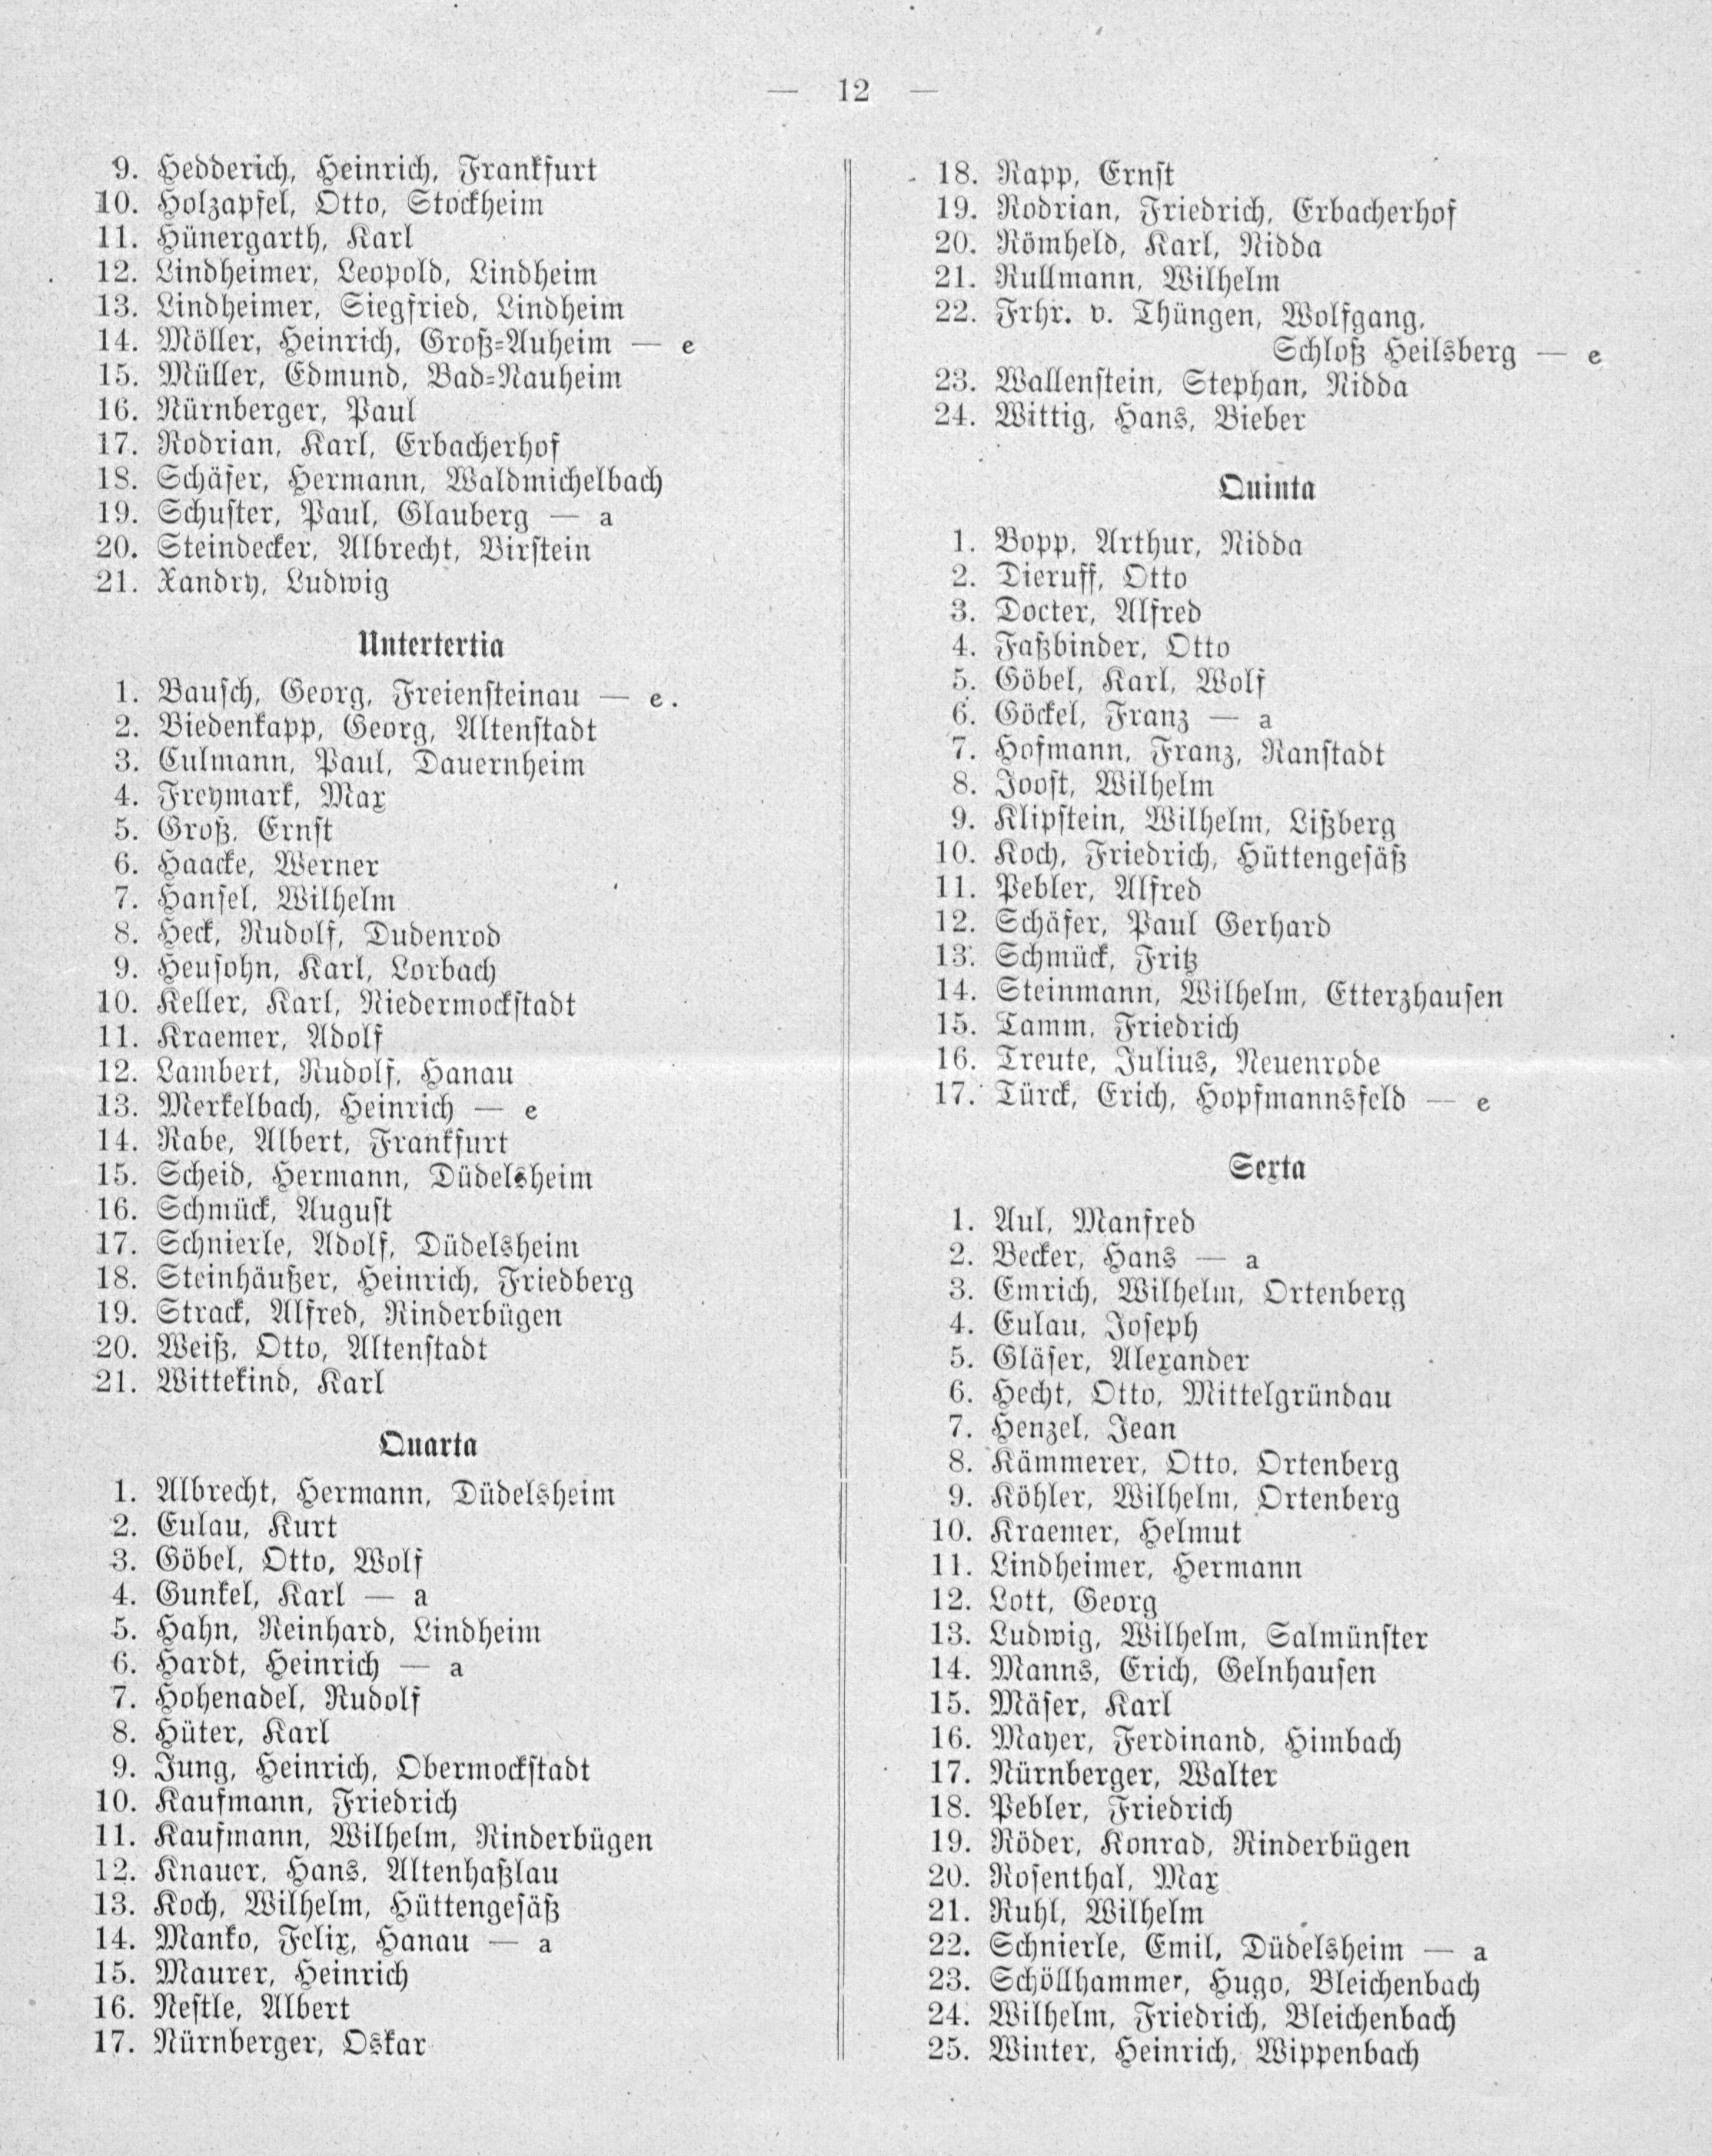 — 12 —
9. Hedderich, Heinrich, Frankfurt
10. Holzapfel, Otto, Stockheim
11. Hünergarth, Karl
12. Lindheimer, Leopold, Lindheim
13. Lindheimer, Siegfried, Lindheim
14. Möller, Heinrich, Groß-Auheim — e
15. Müller, Edmund, Bad-Nauheim
16. Nürnberger, Paul
17. Rodrian, Karl, Erbacherhof
18. Schäfer, Hermann, Waldmichelbach
19. Schuster, Paul, Glauberg — a
20. Steindecker, Albrecht, Birstein
21. Xandry, Ludwig
Untertertia
1. Bausch, Georg, Freiensteinau — e.
2. Biedenkapp, Georg, Altenstadt
3. Culmann, Paul, Dauernheim
4. Freymark, Max
5. Groß, Ernst
6. Haacke, Werner
7. Hansel, Wilhelm
8. Heck, Rudolf, Dudenrod
9. Heusohn, Karl, Lorbach
10. Keller, Karl, Niedermockstadt
11. Kraemer, Adolf
12. Lambert, Rudolf, Hanau
13. Merkelbach, Heinrich — e
14. Rabe, Albert, Frankfurt
15. Scheid, Hermann, Düdelsheim
16. Schmück, August
17. Schnierle, Adolf, Düdelsheim
18. Steinhäußer, Heinrich, Friedberg
19. Strack, Alfred, Rinderbügen
20. Weiß, Otto, Altenstadt
21. Wittekind, Karl
Quarta
1. Albrecht, Hermann, Düdelsheim
2. Eulau, Kurt
3. Göbel, Otto, Wolf
4. Gunkel, Karl — a
5. Hahn, Reinhard, Lindheim
6. Hardt, Heinrich — a
7. Hohenadel, Rudolf
8. Hüter, Karl
9. Jung, Heinrich, Obermockstadt
10. Kaufmann, Friedrich
11. Kaufmann, Wilhelm, Rinderbügen
12. Knauer, Hans, Altenhaßlau
13. Koch, Wilhelm, Hüttengesäß
14. Manko, Felix, Hanau — a
15. Maurer, Heinrich
16. Nestle, Albert
17. Nürnberger, Oskar
18. Rapp, Ernst
19. Rodrian, Friedrich, Erbacherhof
20. Römheld, Karl, Nidda
21. Rullmann, Wilhelm
22. Frhr. v. Thüngen, Wolfgang,
Schloß Heilsberg — e
23. Wallenstein, Stephan, Nidda
24. Wittig, Hans, Bieber
Quinta
1. Bopp, Arthur, Nidda
2. Dieruff, Otto
3. Docter, Alfred
4. Faßbinder, Otto
5. Göbel, Karl, Wolf
6. Göckel, Franz — a
7. Hofmann, Franz, Ranstadt
8. Joost, Wilhelm
9. Klipstein, Wilhelm, Lißberg
10. Koch, Friedrich, Hüttengesäß
11. Pebler, Alfred
12. Schäfer, Paul Gerhard
13. Schmück, Fritz
14. Steinmann, Wilhelm, Etterzhausen
15. Tamm, Friedrich
16. Treute, Julius, Neuenrode
17. Türck, Erich, Hopfmannsfeld — e
Sexta
1. Aul, Manfred
2. Becker, Hans — a
3. Emrich, Wilhelm, Ortenberg
4. Eulau, Joseph
5. Gläser, Alexander
6. Hecht, Otto, Mittelgründau
7. Henzel, Jean
8. Kämmerer, Otto, Ortenberg
9. Köhler, Wilhelm, Ortenberg
10. Kraemer, Helmut
11. Lindheimer, Hermann
12. Lott, Georg
13. Ludwig, Wilhelm, Salmünster
14. Manns, Erich, Gelnhausen
15. Mäser, Karl
16. Mayer, Ferdinand, Himbach
17. Nürnberger, Walter
18. Pebler, Friedrich
19. Röder, Konrad, Rinderbügen
20. Rosenthal, Max
21. Ruhl, Wilhelm
22. Schnierle, Emil, Düdelsheim — a
23. Schöllhammer, Hugo, Bleichenbach
24. Wilhelm, Friedrich, Bleichenbach
25. Winter, Heinrich, Wippenbach